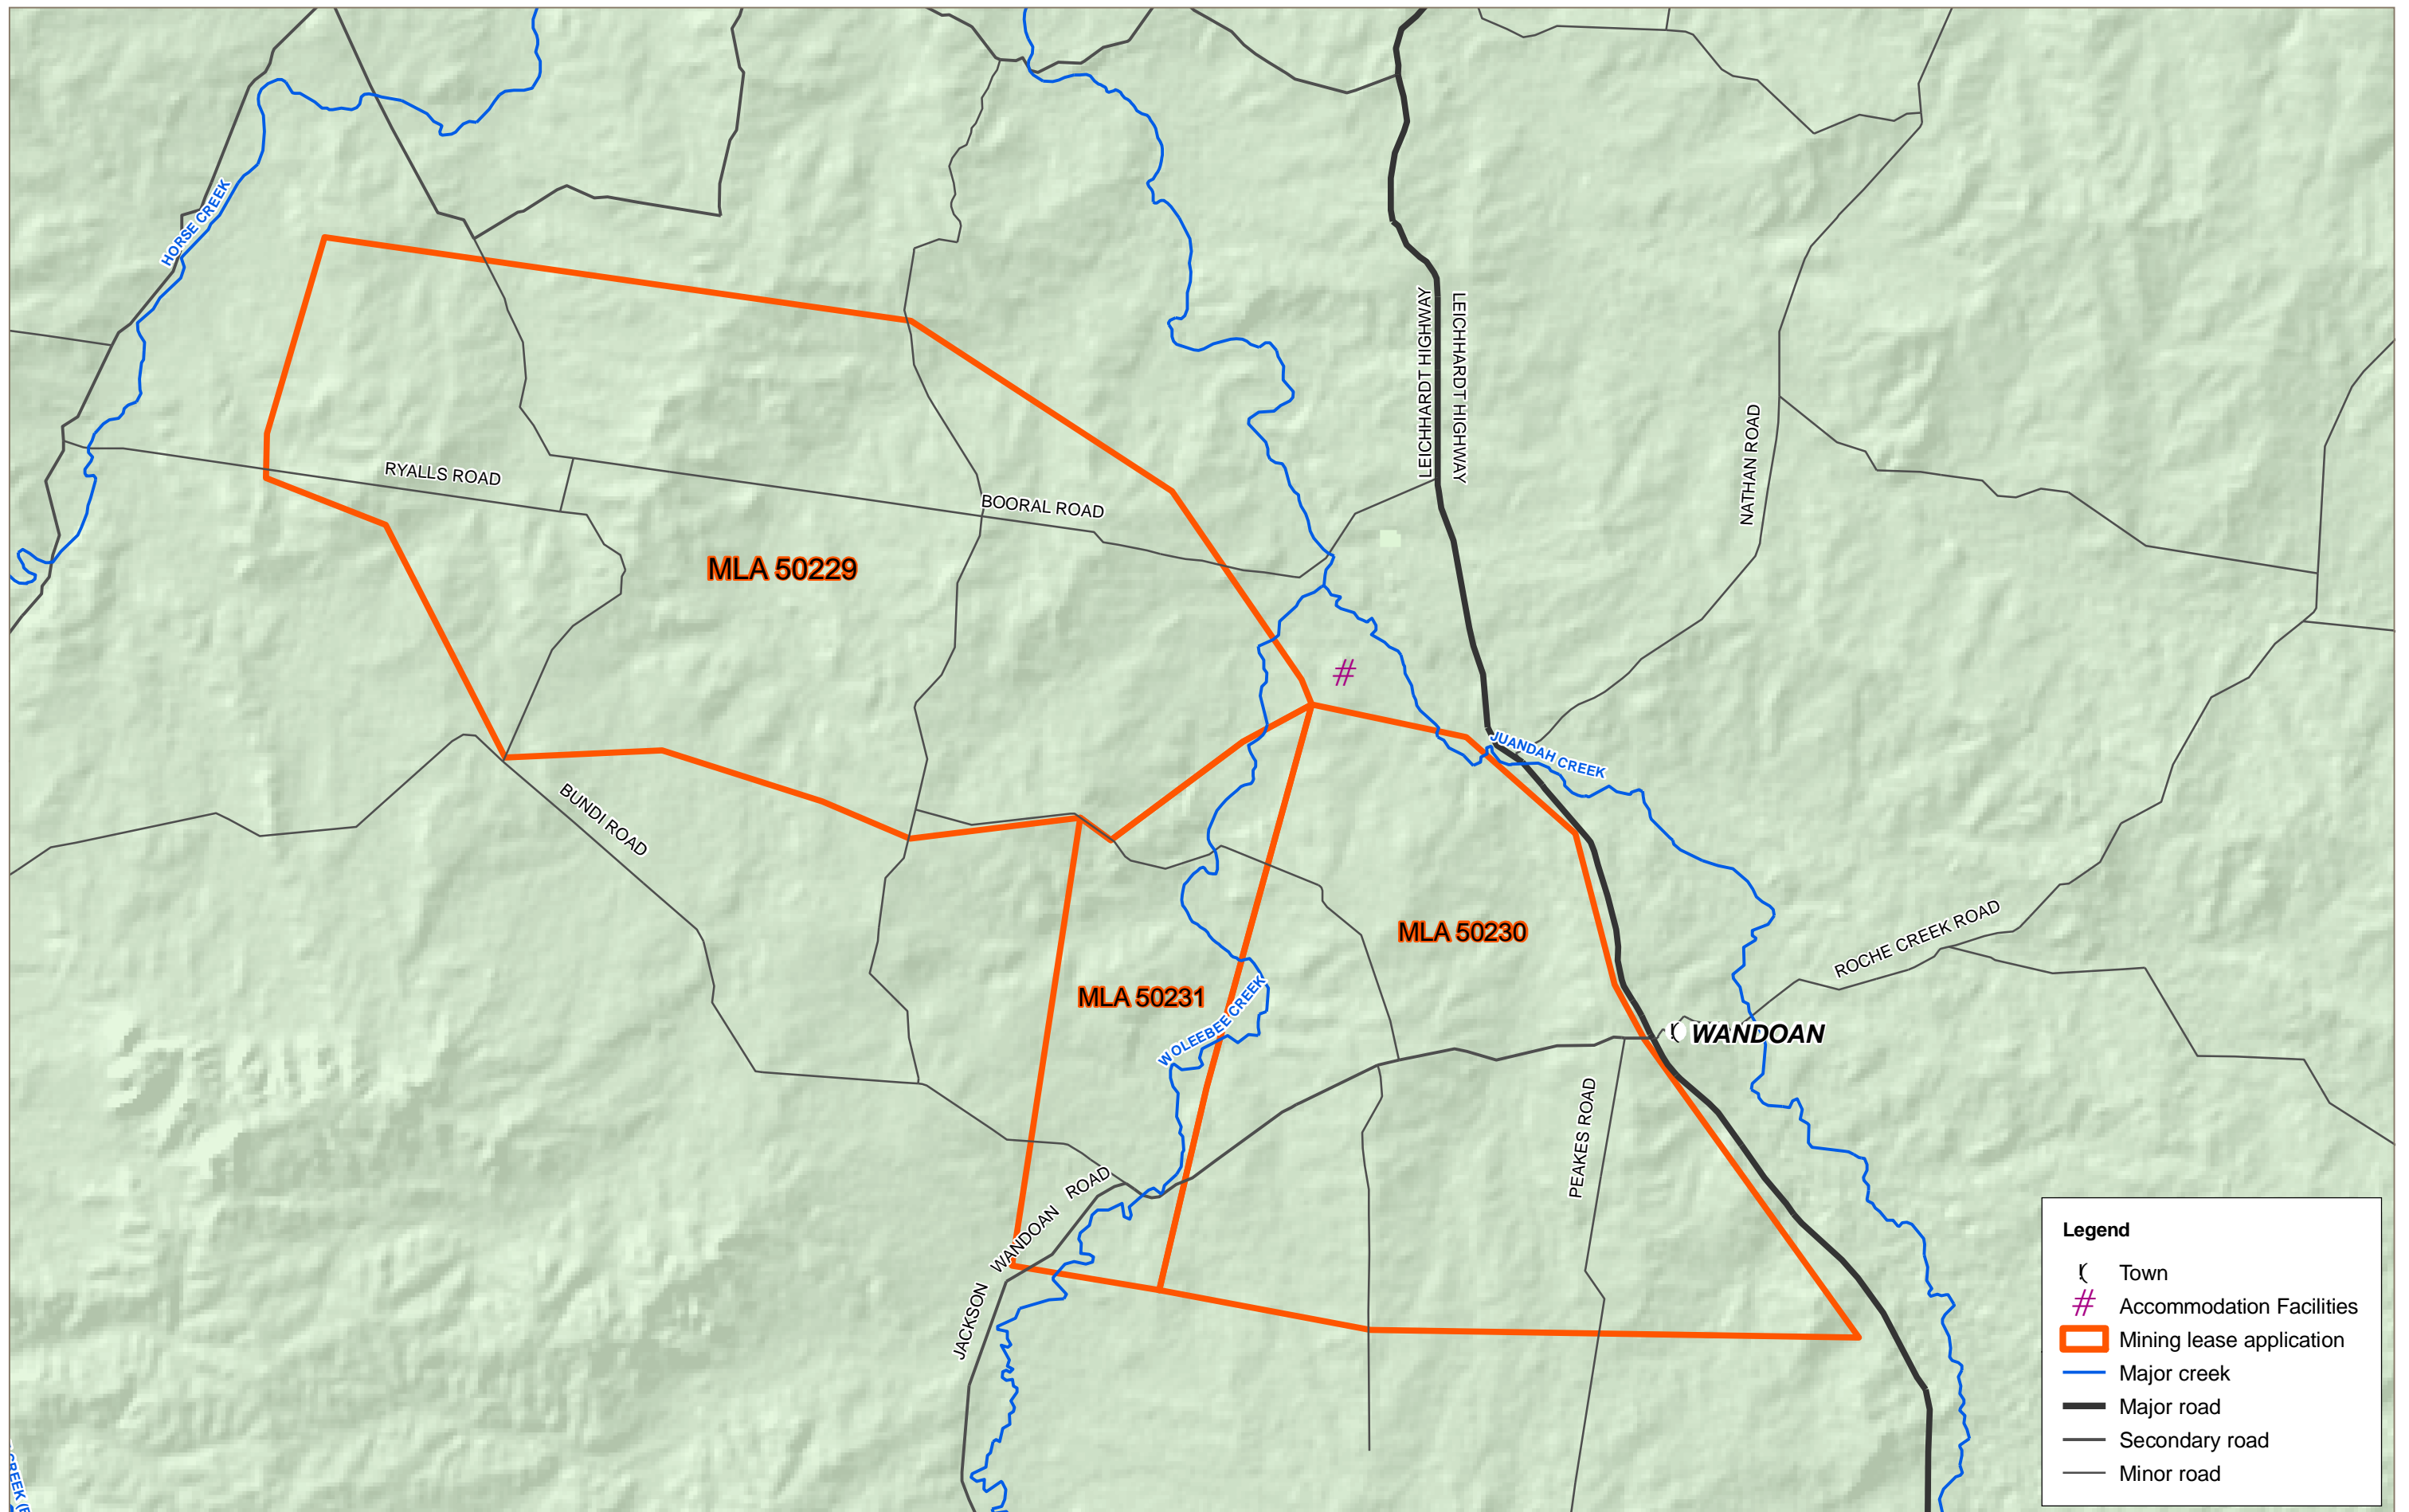 HORSE CREEK
LEICHHARDT HIGHWAY
LEICHHARDT HIGHWAY
NATHAN ROAD
RYALLS ROAD
BOORAL ROAD
MLA 50229
#
JUANDAH CREEK
BUNDI ROAD
MLA 50230
ROCHE CREEK ROAD
MLA 50231
WOLEEBEE CREEK
WANDOAN
PEAKES ROAD
JACKSON WANDOAN ROAD
CREEK
Legend
Town
# Accommodation Facilities
Mining lease application
Major creek
Major road
Secondary road
Minor road